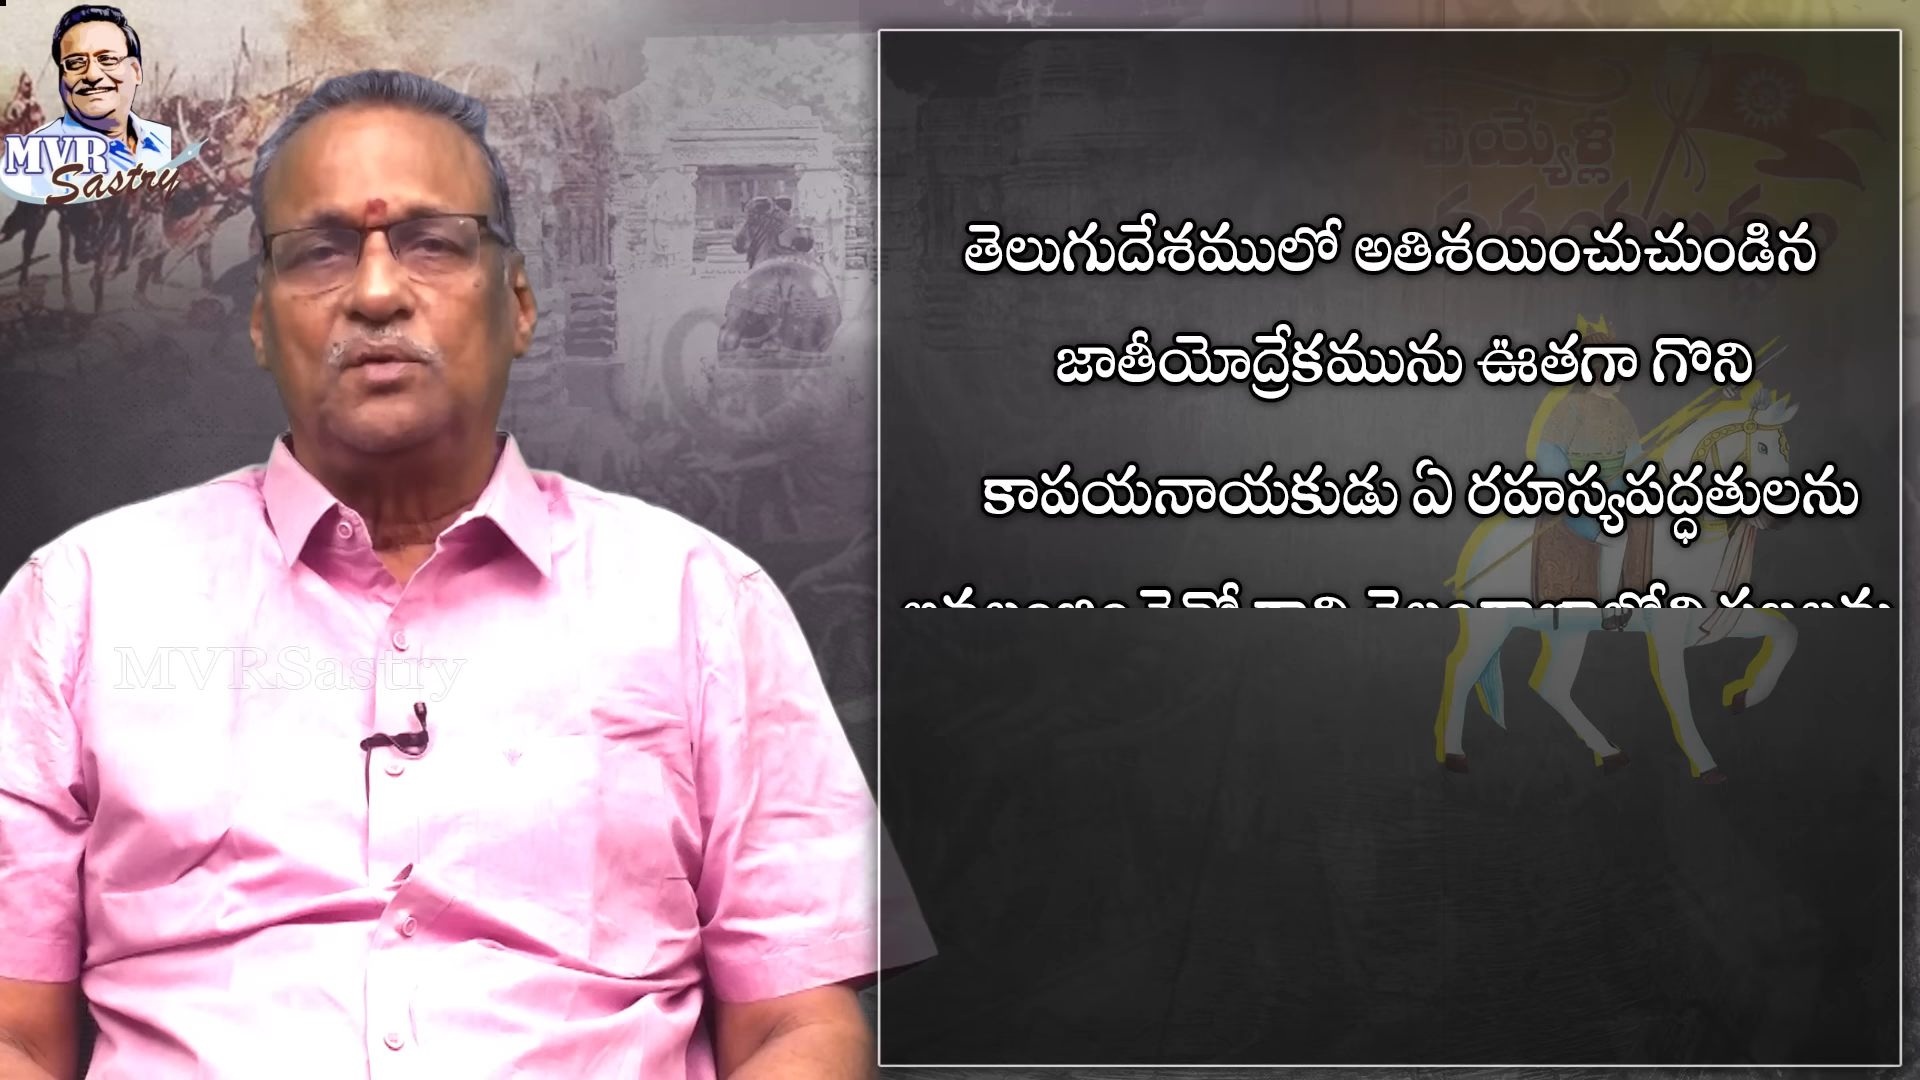 MVR
Sastry
వెయ్యేళ్ల
తెలుగుదేశములో అతిశయించుచుండిన
జాతీయోద్రేకమును ఊతగా గొని
కాపయనాయకుడు ఏ రహస్యపద్ధతులను
MVRSastry